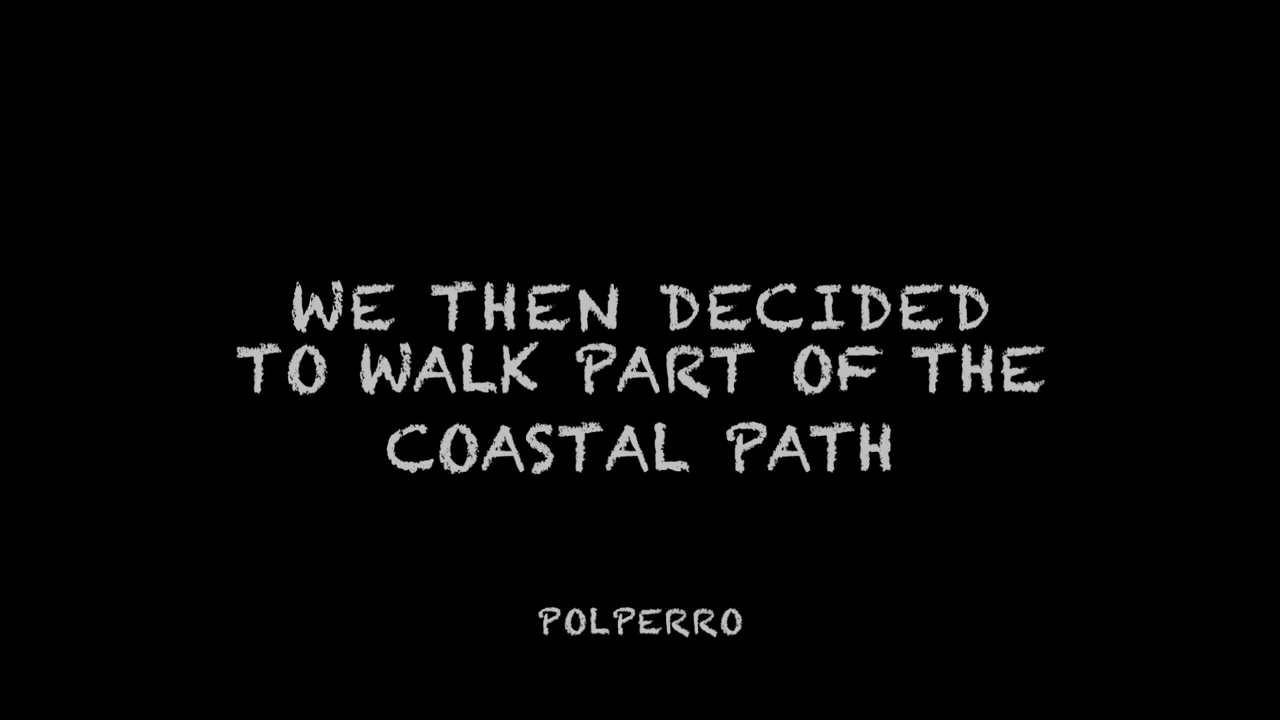 WE THEN DECIDED
TO WALK PART OF THE
COASTAL PATH
POLPERRO